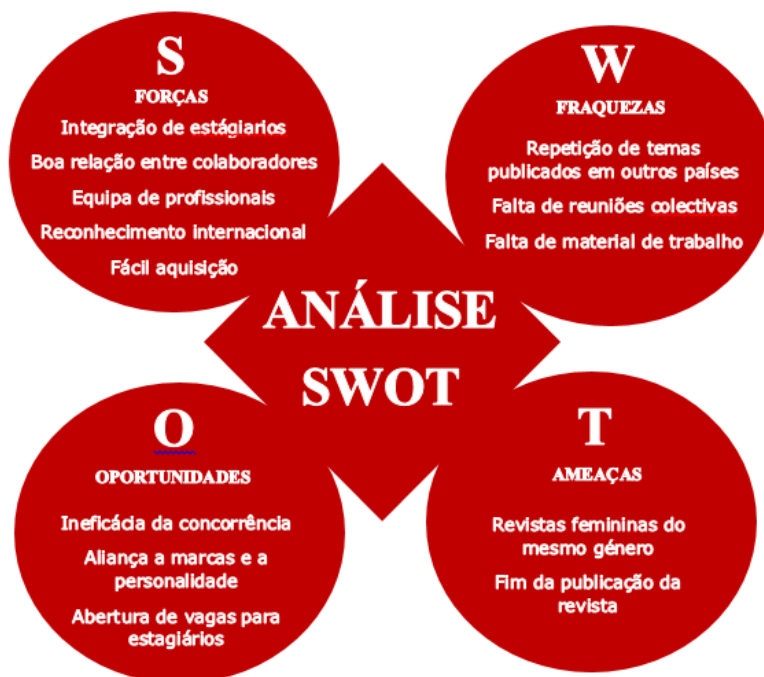 S
FORÇAS
Integração de estágiarios
Boa relação entre colaboradores
Equipa de profissionais
Reconhecimento internacional
Fácil aquisição
W
FRAQUEZAS
Repetição de temas
publicados em outros países
Falta de reuniões colectivas
Falta de material de trabalho
ANÁLISE
SWOT
O
OPORTUNIDADES
Ineficácia da concorrência
Aliança a marcas e a
personalidade
Abertura de vagas para
estagiários
T
AMEAÇAS
Revistas femininas do
mesmo género
Fim da publicação da
revista